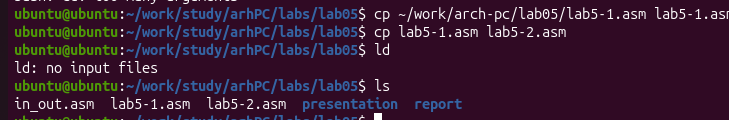 ubuntu@ubuntu:~/work/study/arhPC/labs/lab05$ cp ~/work/arch-pc/lab05/lab5-1.asm lab5-1.asm
ubuntu@ubuntu:~/work/study/arhPC/labs/lab05$ cp lab5-1.asm lab5-2.asm
ubuntu@ubuntu:~/work/study/arhPC/labs/lab05$ ld
ld: no input files
ubuntu@ubuntu:~/work/study/arhPC/labs/lab05$ ls
in_out.asm lab5-1.asm lab5-2.asm presentation report
ubuntu@ubuntu:~/work/study/arhPC/labs/lab05$